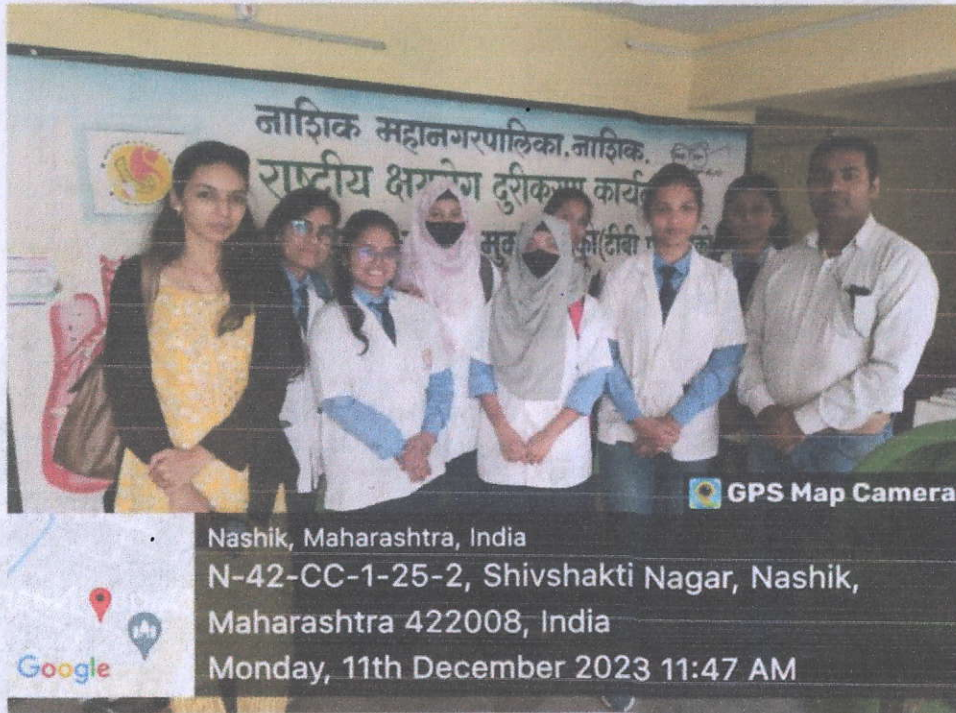 नाशिक महानगरपालिका.नाशिक.
राष्ट्रीय क्षयरोग दुरीकरण
(टीबी
GPS Map Camera
Nashik, Maharashtra, India
N-42-CC-1-25-2, Shivshakti Nagar, Nashik,
Maharashtra 422008, India
Monday, 11th December 2023 11:47 AM
Google